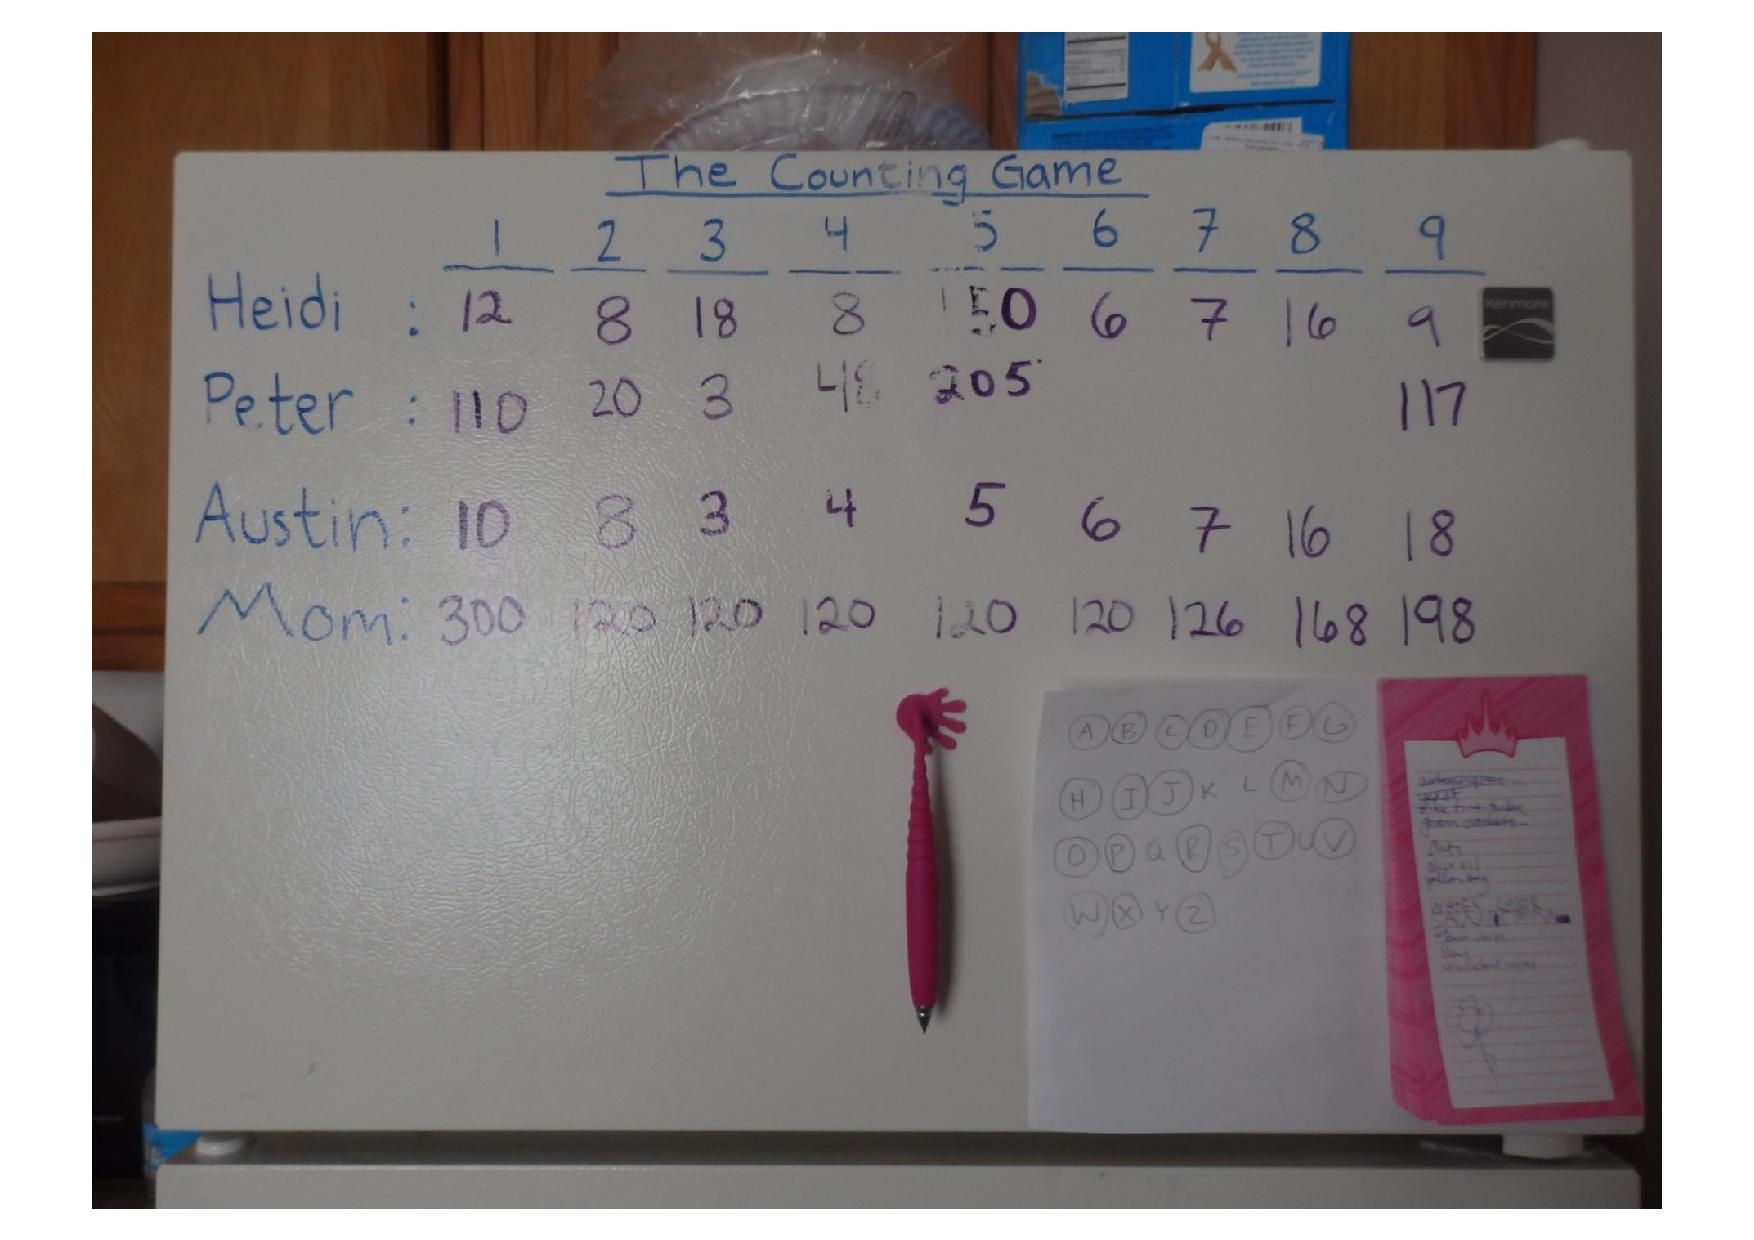 The Counting Game
1 2 3 4 5 6 7 8 9
Heidi : 12 8 18 8 150 6 7 16 9
Kenmore
Peter : 110 20 3 48 205 117
Austin: 10 8 3 4 5 6 7 16 18
Mom: 300 120 120 120 120 120 126 168 198
A B C D E F G
H I J K L M N
O P Q R S T U V
W X Y Z
olive oil